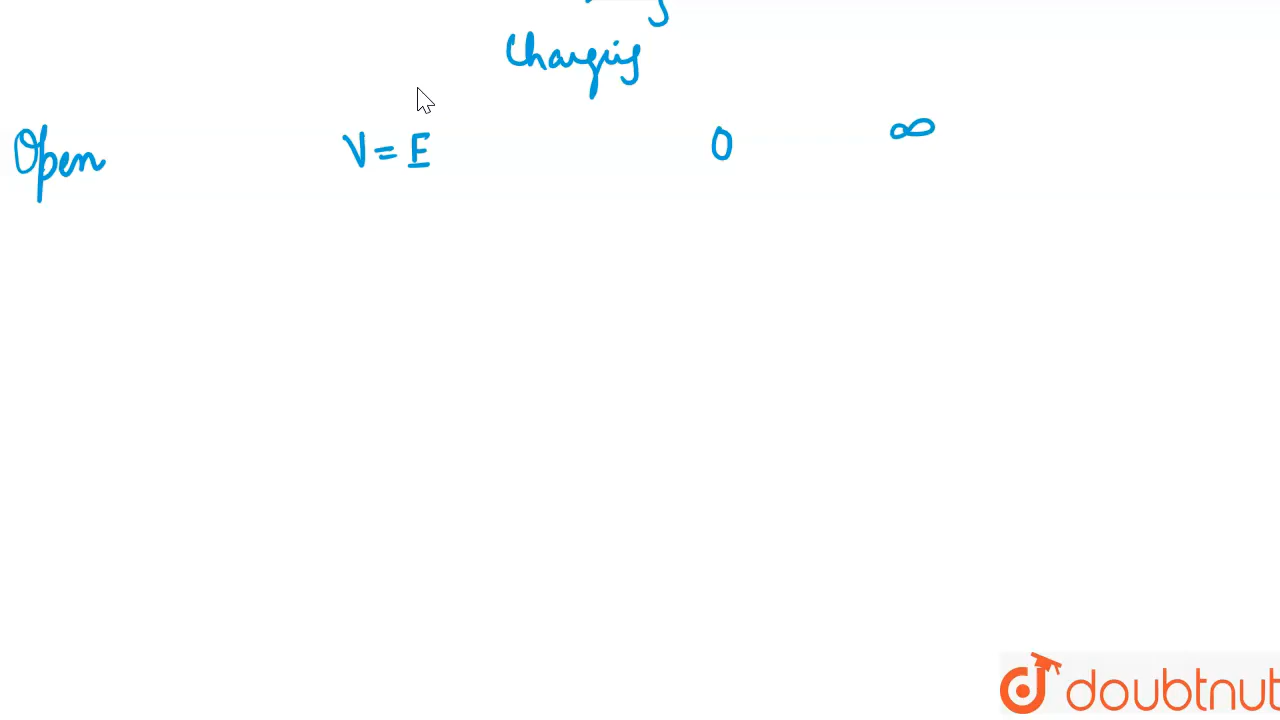 Charging
Open V = E 0 ∞
doubtnut